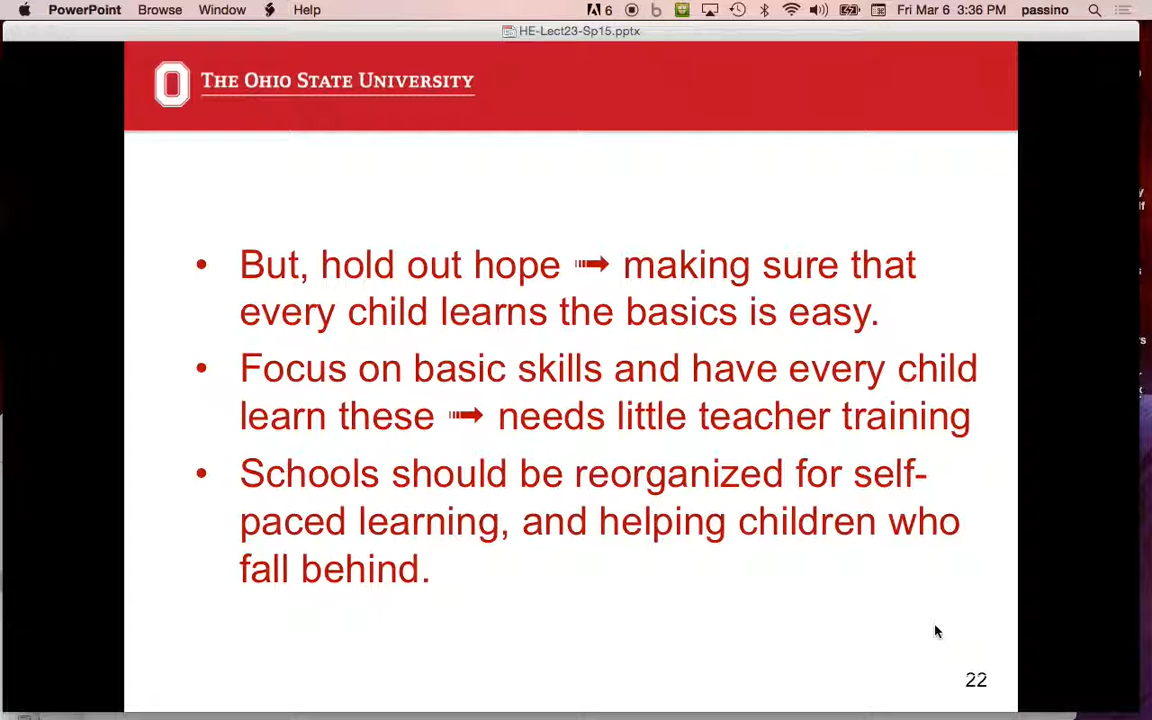 PowerPoint Browse Window Help 6 Fri Mar 6 3:36 PM passino
HE-Lect23-Sp15.pptx
THE OHIO STATE UNIVERSITY
• But, hold out hope ➟ making sure that
every child learns the basics is easy.
• Focus on basic skills and have every child
learn these ➟ needs little teacher training
• Schools should be reorganized for self-
paced learning, and helping children who
fall behind.
22